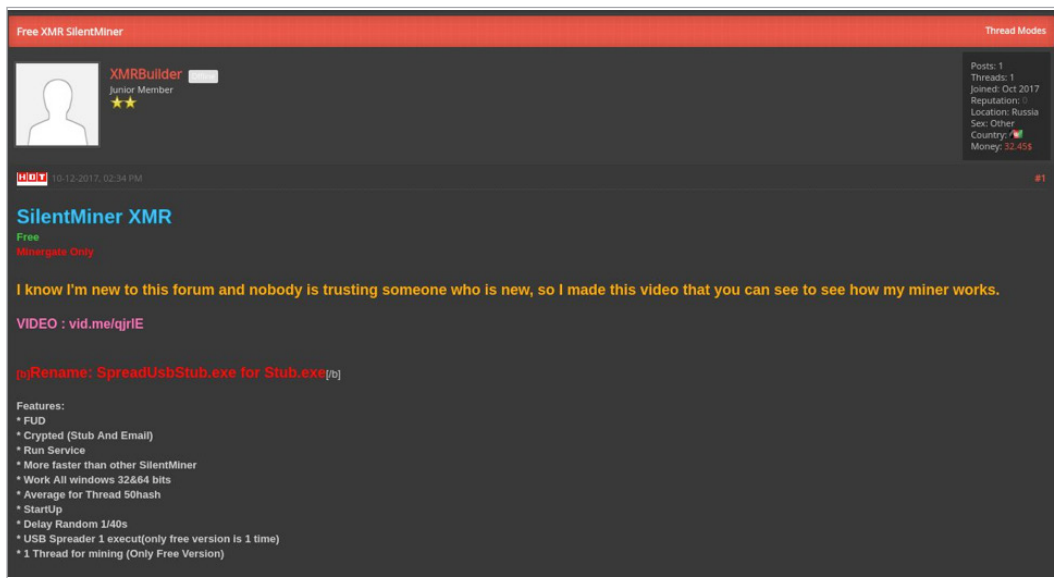 Free XMR SilentMiner
Thread Modes
XMRBuilder
Junior Member
Posts: 1
Threads: 1
Joined: Oct 2017
Reputation: 0
Location: Russia
Sex: Other
Country:
Money: 32.45$
10-12-2017, 02:34 PM
#1
SilentMiner XMR
Free
Minergate Only
I know I'm new to this forum and nobody is trusting someone who is new, so I made this video that you can see to see how my miner works.
VIDEO : vid.me/qjrlE
[b]Rename: SpreadUsbStub.exe for Stub.exe[/b]
Features:
* FUD
* Crypted (Stub And Email)
* Run Service
* More faster than other SilentMiner
* Work All windows 32&64 bits
* Average for Thread 50hash
* StartUp
* Delay Random 1/40s
* USB Spreader 1 execut(only free version is 1 time)
* 1 Thread for mining (Only Free Version)